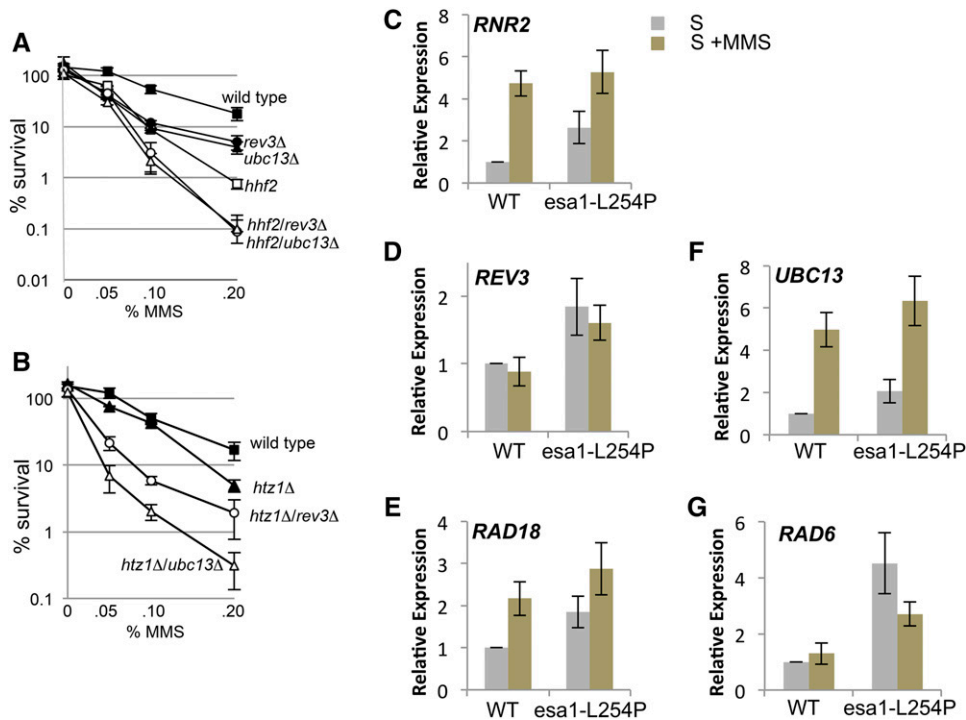 A
% survival
100
10
1
0.1
0.01
wild type
rev3Δ
ubc13Δ
hhf2
hhf2/rev3Δ
hhf2/ubc13Δ
0 .05 .10 .20
% MMS
B
% survival
100
10
1
0.1
wild type
htz1Δ
htz1Δ/rev3Δ
htz1Δ/ubc13Δ
0 .05 .10 .20
% MMS
C
RNR2
S
S +MMS
Relative Expression
8
6
4
2
0
WT esa1-L254P
D
REV3
Relative Expression
2
1
0
WT esa1-L254P
F
UBC13
Relative Expression
8
6
4
2
0
WT esa1-L254P
E
RAD18
Relative Expression
4
3
2
1
0
WT esa1-L254P
G
RAD6
Relative Expression
6
4
2
0
WT esa1-L254P